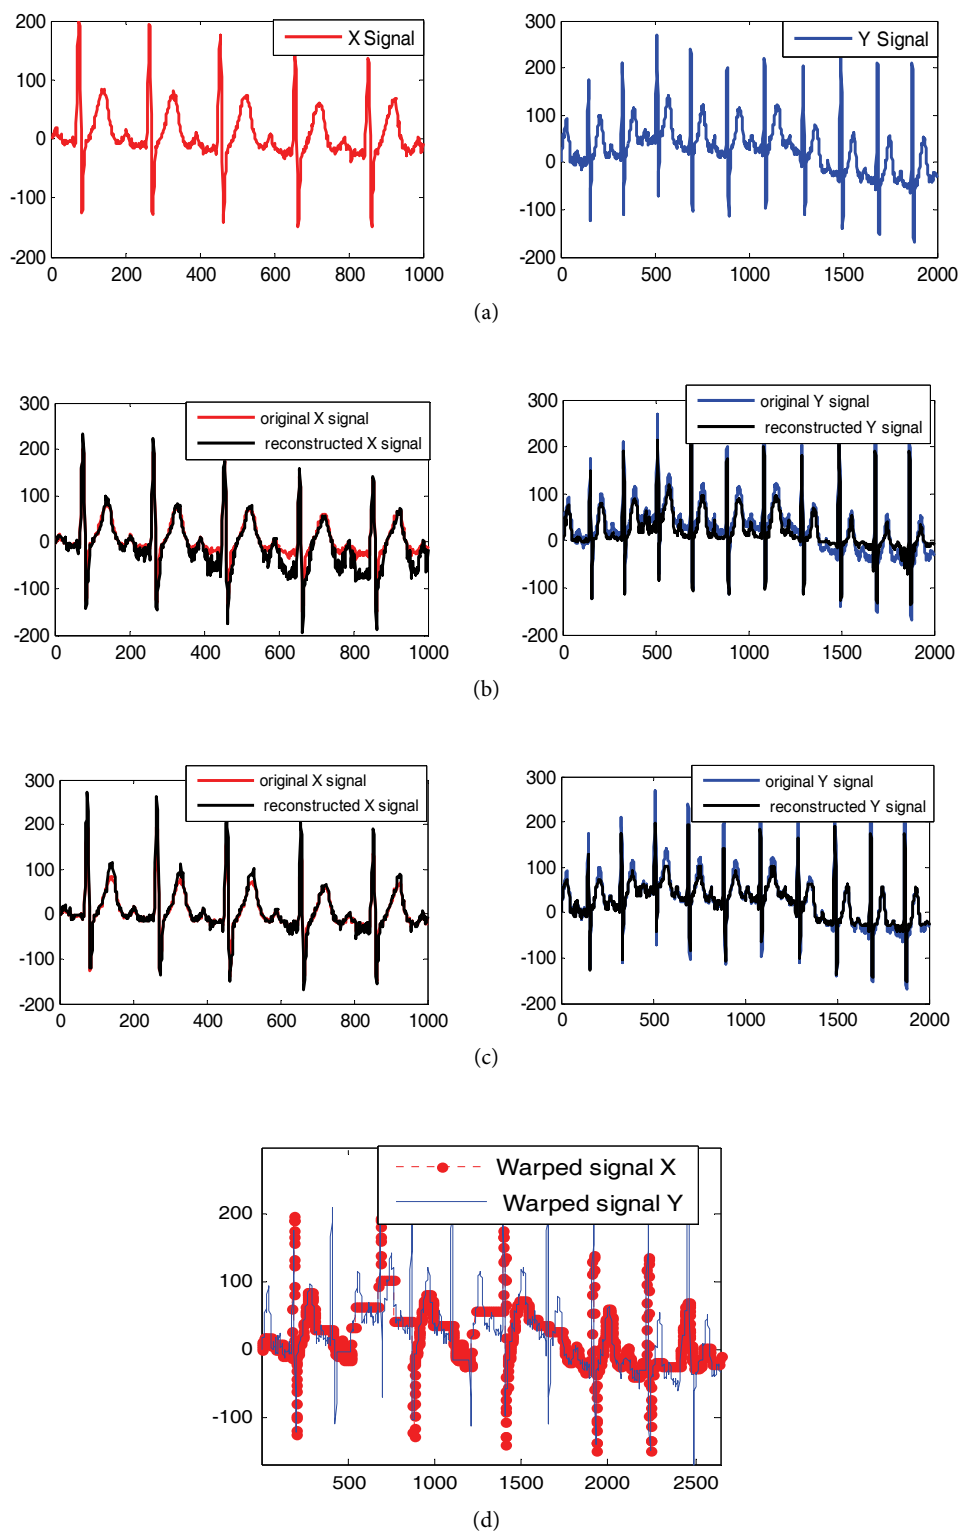 200
100
0
-100
-200
0 200 400 600 800 1000
X Signal
300
200
100
0
-100
-200
0 500 1000 1500 2000
Y Signal
(a)
300
200
100
0
-100
-200
0 200 400 600 800 1000
original X signal
reconstructed X signal
300
200
100
0
-100
-200
0 500 1000 1500 2000
original Y signal
reconstructed Y signal
(b)
300
200
100
0
-100
-200
0 200 400 600 800 1000
original X signal
reconstructed X signal
300
200
100
0
-100
-200
0 500 1000 1500 2000
original Y signal
reconstructed Y signal
(c)
Warped signal X
Warped signal Y
200
100
0
-100
500 1000 1500 2000 2500
(d)